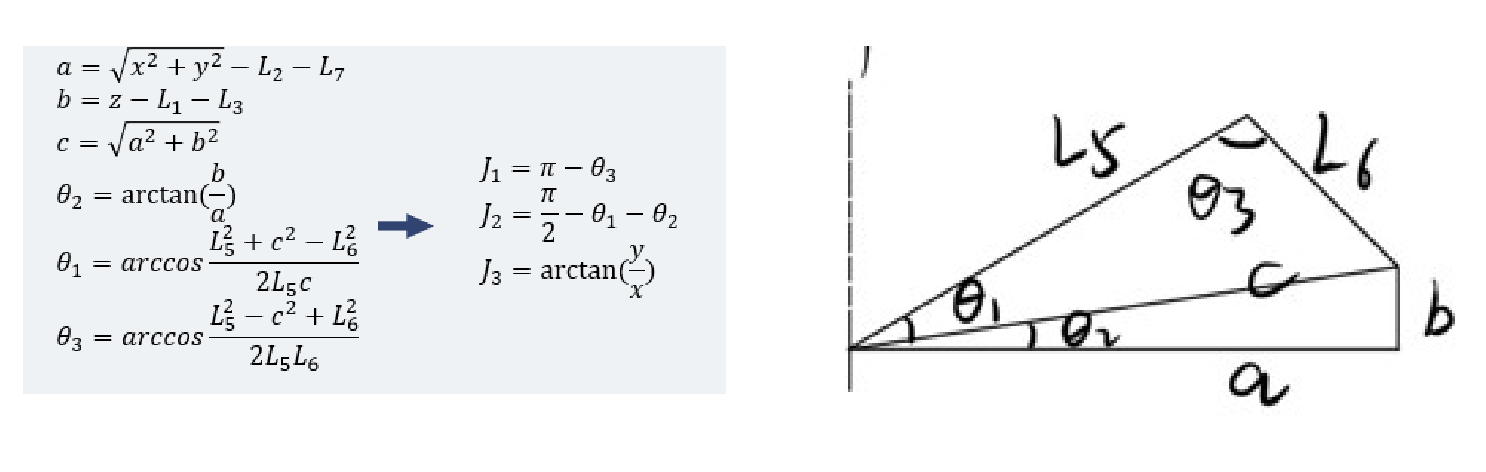 a = √(x² + y²) − L₂ − L₇
b = z − L₁ − L₃
c = √(a² + b²)
θ₂ = arctan(b/a)
θ₁ = arccos (L₅² + c² − L₆²)/(2L₅c)
θ₃ = arccos (L₅² − c² + L₆²)/(2L₅L₆)
J₁ = π − θ₃
J₂ = π/2 − θ₁ − θ₂
J₃ = arctan(y/x)
L5
L6
θ3
θ1
c
θ2
b
a